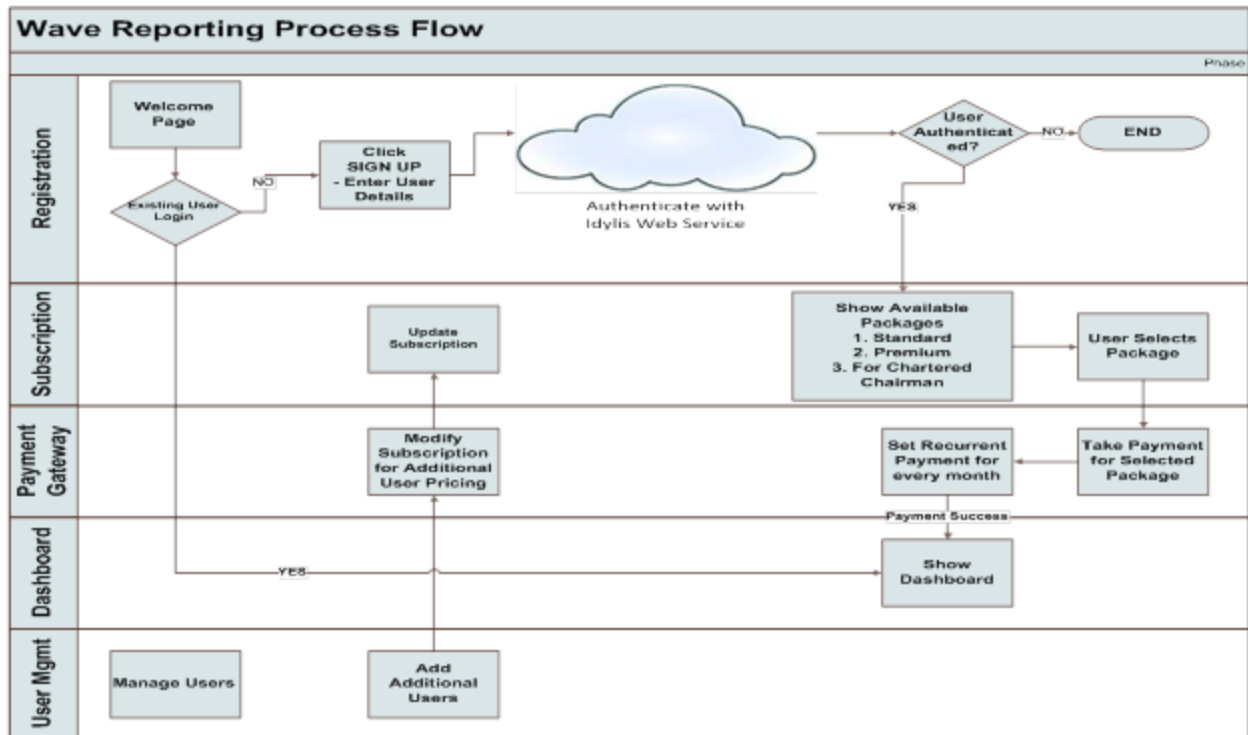 Wave Reporting Process Flow
Phase
Registration
Welcome
Page
Existing User
Login
NO
Click
SIGN UP
- Enter User
Details
Authenticate with
Idylis Web Service
User
Authenticat
ed?
NO
END
YES
Subscription
Update
Subscription
Show Available
Packages
1. Standard
2. Premium
3. For Chartered
Chairman
User Selects
Package
Payment
Gateway
Modify
Subscription
for Additional
User Pricing
Set Recurrent
Payment for
every month
Take Payment
for Selected
Package
Payment Success
Dashboard
YES
Show
Dashboard
User Mgmt
Manage Users
Add
Additional
Users